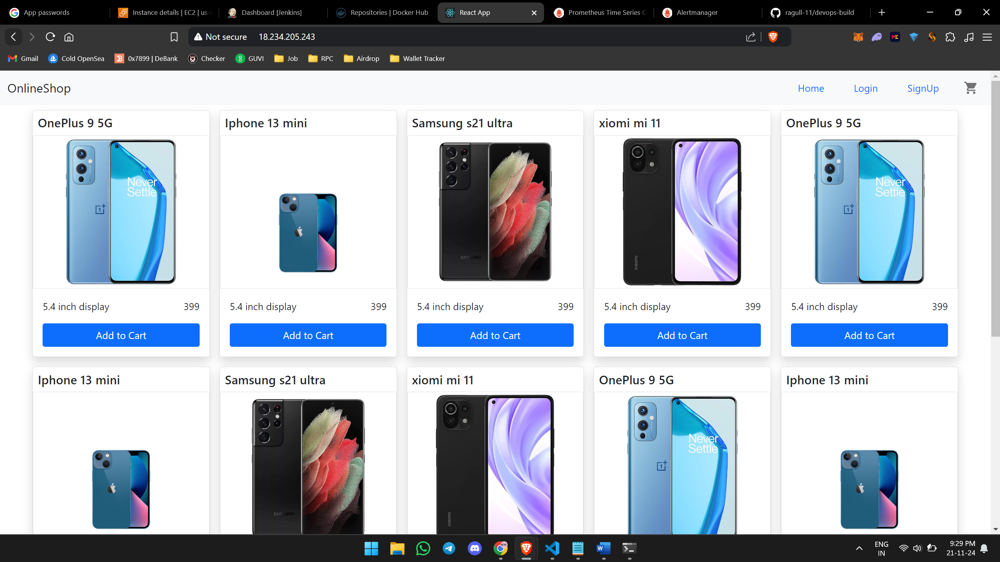 App passwords
Instance details | EC2 | us-e
Dashboard [Jenkins]
Repositories | Docker Hub
React App
Prometheus Time Series C
Alertmanager
ragull-11/devops-build
Not secure 18.234.205.243
Gmail
Cold OpenSea
0x7899 | DeBank
Checker
GUVI
Job
RPC
Airdrop
Wallet Tracker
OnlineShop
Home
Login
SignUp
OnePlus 9 5G
Iphone 13 mini
Samsung s21 ultra
xiomi mi 11
OnePlus 9 5G
Never
Settle
SAMSUNG
xiaomi
Never
Settle
5.4 inch display 399
5.4 inch display 399
5.4 inch display 399
5.4 inch display 399
5.4 inch display 399
Add to Cart
Add to Cart
Add to Cart
Add to Cart
Add to Cart
Iphone 13 mini
Samsung s21 ultra
xiomi mi 11
OnePlus 9 5G
Iphone 13 mini
SAMSUNG
xiaomi
Never
Settle
ENG
IN
9:29 PM
21-11-24